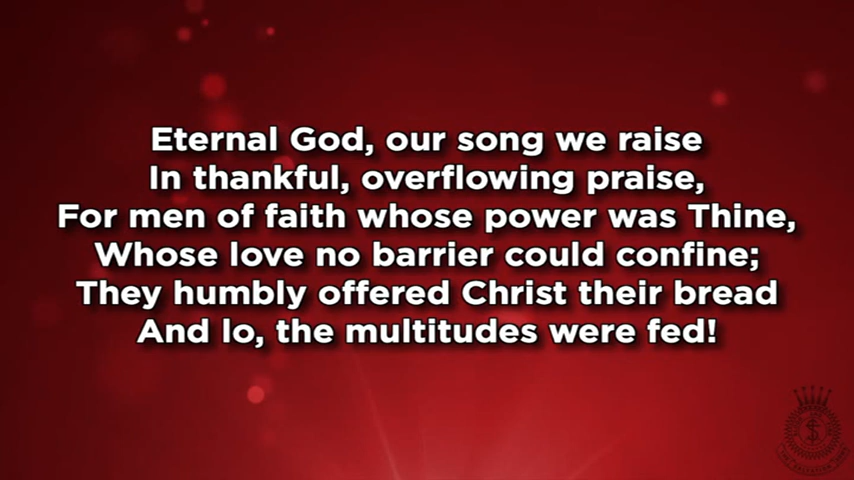 Eternal God, our song we raise
In thankful, overflowing praise,
For men of faith whose power was Thine,
Whose love no barrier could confine;
They humbly offered Christ their bread
And lo, the multitudes were fed!